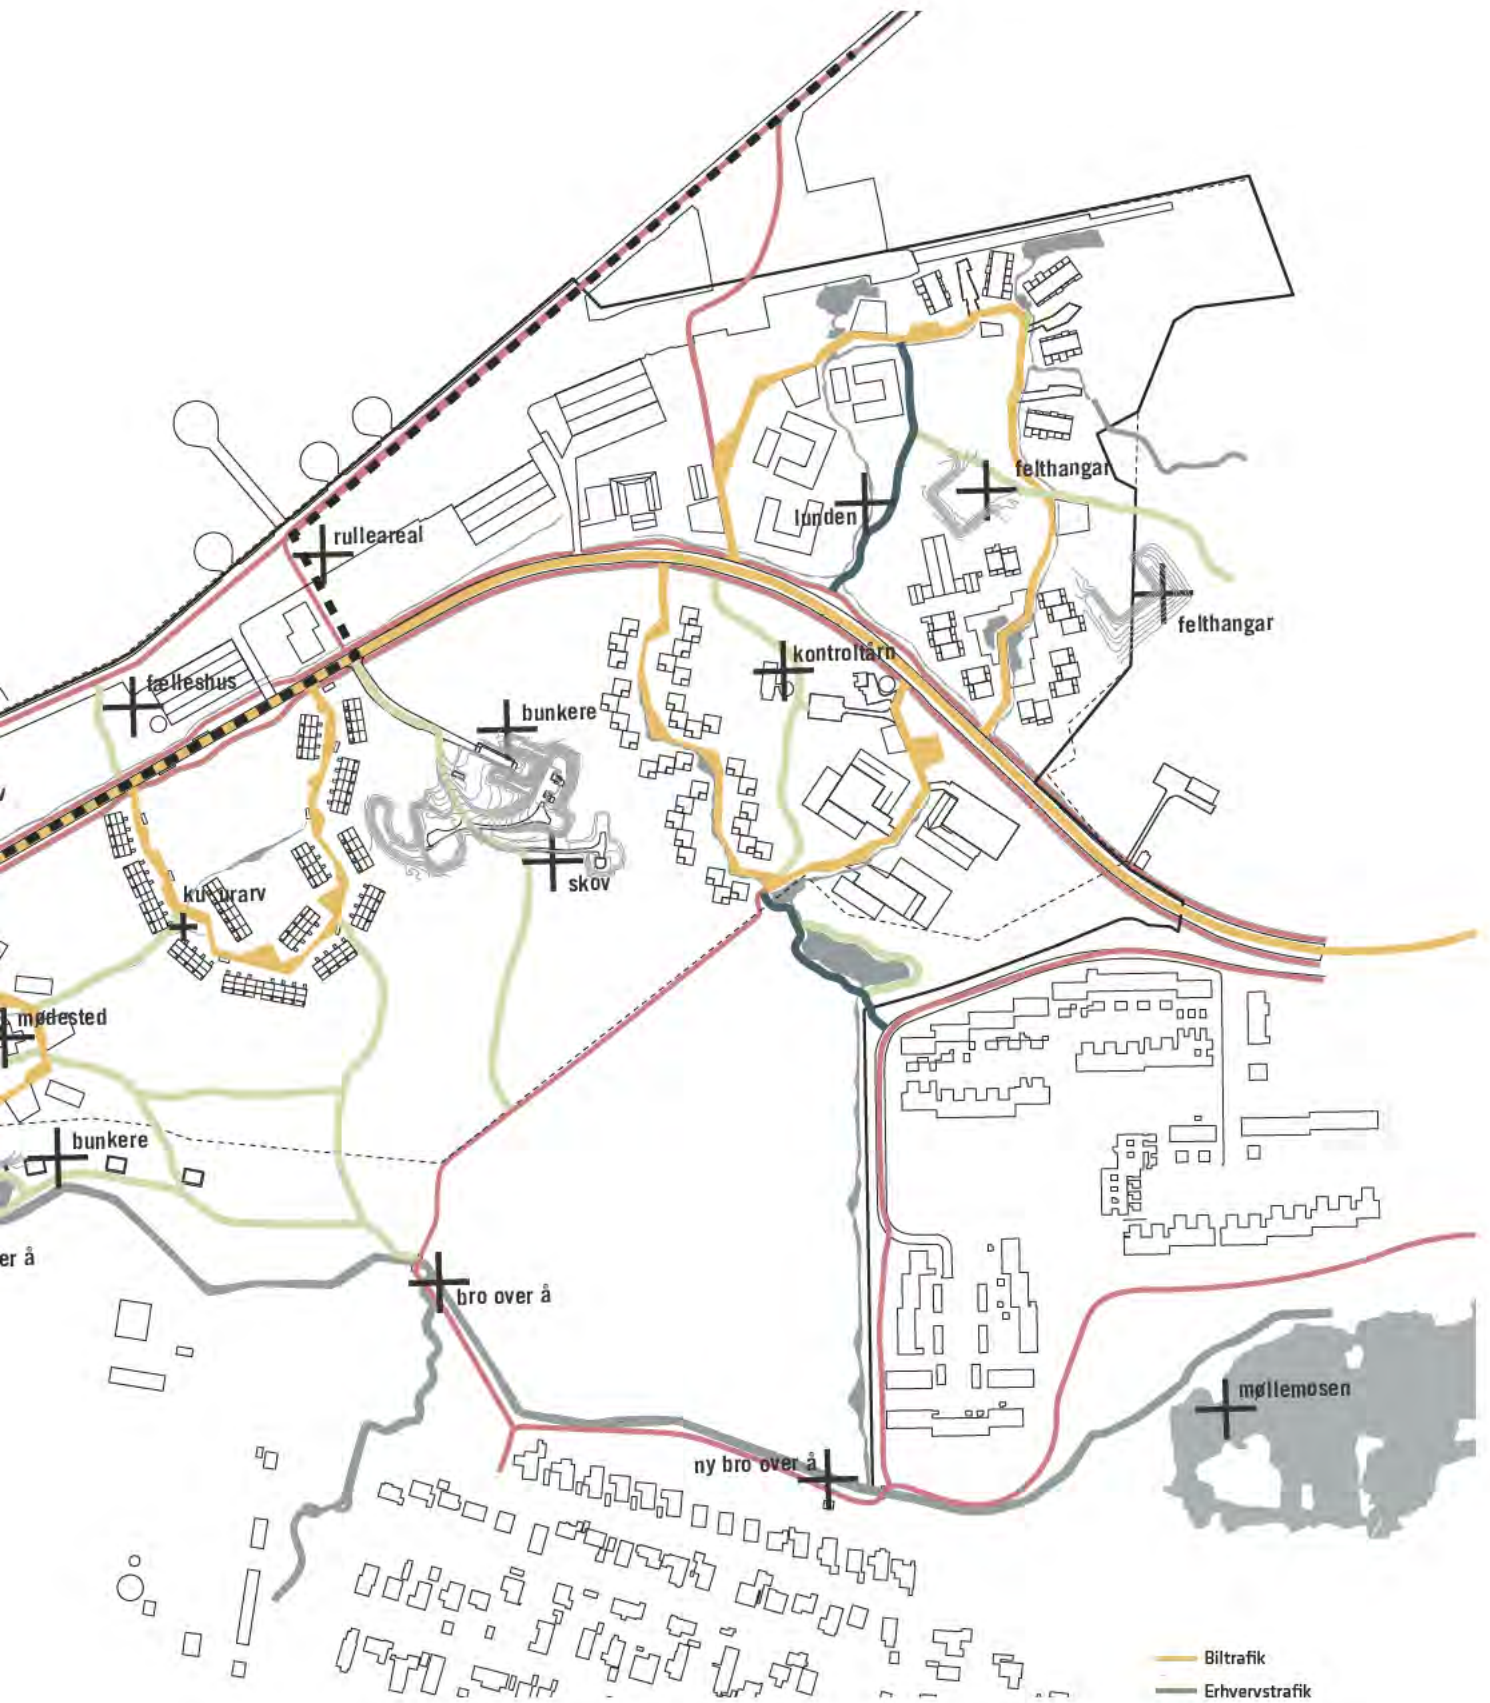 felthangar
lunden
rulleareal
felthangar
kontroltårn
fælleshus
bunkere
skov
kulturarv
mødested
bunkere
er å
bro over å
møllemosen
ny bro over å
Biltrafik
Erhvervstrafik